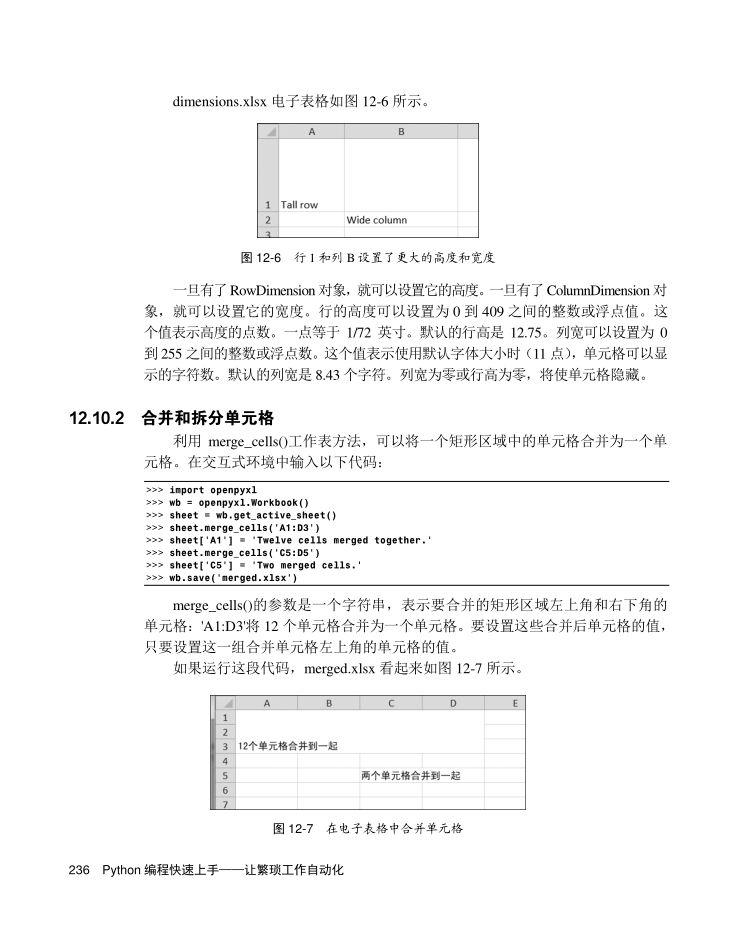 dimensions.xlsx 电子表格如图 12-6 所示。
A B
1 Tall row
2 Wide column
3
图 12-6 行 1 和列 B 设置了更大的高度和宽度
一旦有了 RowDimension 对象，就可以设置它的高度。一旦有了 ColumnDimension 对
象，就可以设置它的宽度。行的高度可以设置为 0 到 409 之间的整数或浮点值。这
个值表示高度的点数。一点等于 1/72 英寸。默认的行高是 12.75。列宽可以设置为 0
到 255 之间的整数或浮点数。这个值表示使用默认字体大小时（11 点），单元格可以显
示的字符数。默认的列宽是 8.43 个字符。列宽为零或行高为零，将使单元格隐藏。
12.10.2 合并和拆分单元格
利用 merge_cells()工作表方法，可以将一个矩形区域中的单元格合并为一个单
元格。在交互式环境中输入以下代码：
>>> import openpyxl
>>> wb = openpyxl.Workbook()
>>> sheet = wb.get_active_sheet()
>>> sheet.merge_cells('A1:D3')
>>> sheet['A1'] = 'Twelve cells merged together.'
>>> sheet.merge_cells('C5:D5')
>>> sheet['C5'] = 'Two merged cells.'
>>> wb.save('merged.xlsx')
merge_cells()的参数是一个字符串，表示要合并的矩形区域左上角和右下角的
单元格：'A1:D3'将 12 个单元格合并为一个单元格。要设置这些合并后单元格的值，
只要设置这一组合并单元格左上角的单元格的值。
如果运行这段代码，merged.xlsx 看起来如图 12-7 所示。
A B C D E
1
2
3 12个单元格合并到一起
4
5 两个单元格合并到一起
6
7
图 12-7 在电子表格中合并单元格
236 Python 编程快速上手——让繁琐工作自动化